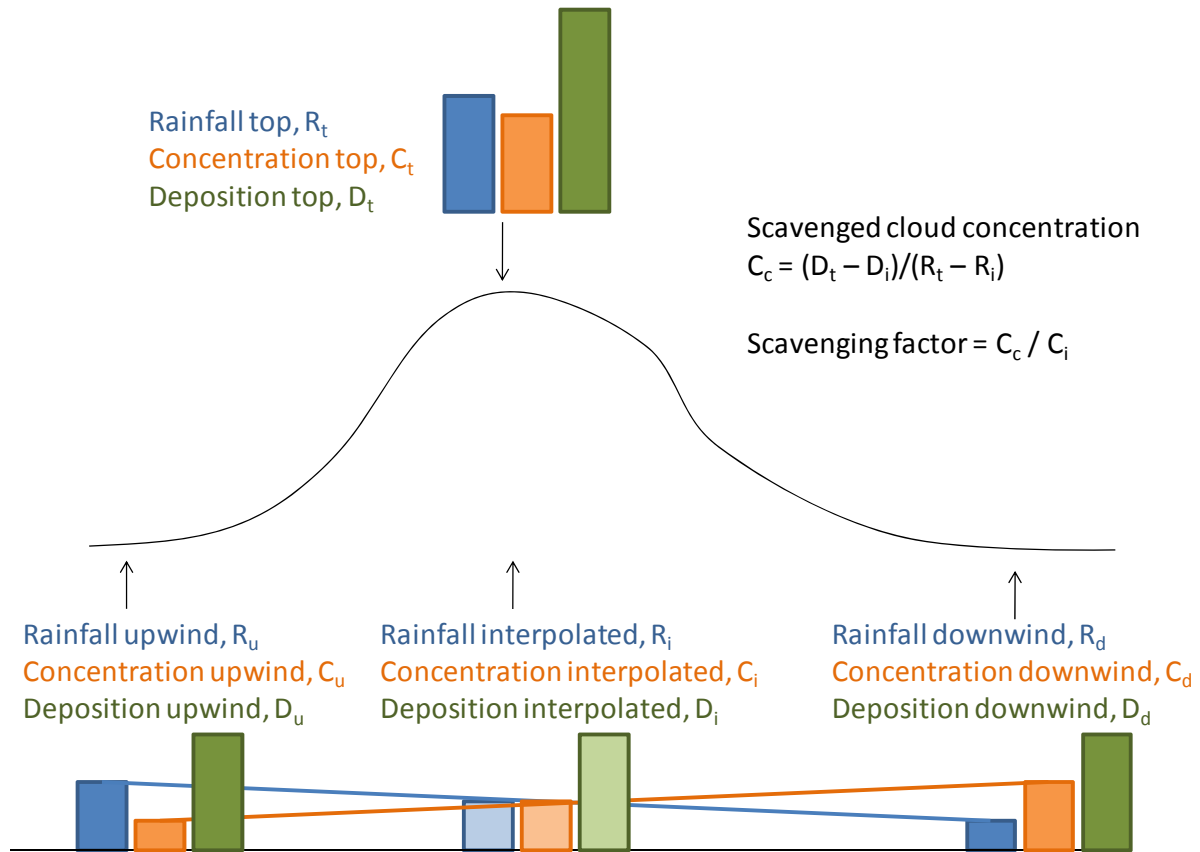 Rainfall top, Rt
Concentration top, Ct
Deposition top, Dt
Scavenged cloud concentration
Cc = (Dt – Di)/(Rt – Ri)
Scavenging factor = Cc / Ci
Rainfall upwind, Ru
Concentration upwind, Cu
Deposition upwind, Du
Rainfall interpolated, Ri
Concentration interpolated, Ci
Deposition interpolated, Di
Rainfall downwind, Rd
Concentration downwind, Cd
Deposition downwind, Dd